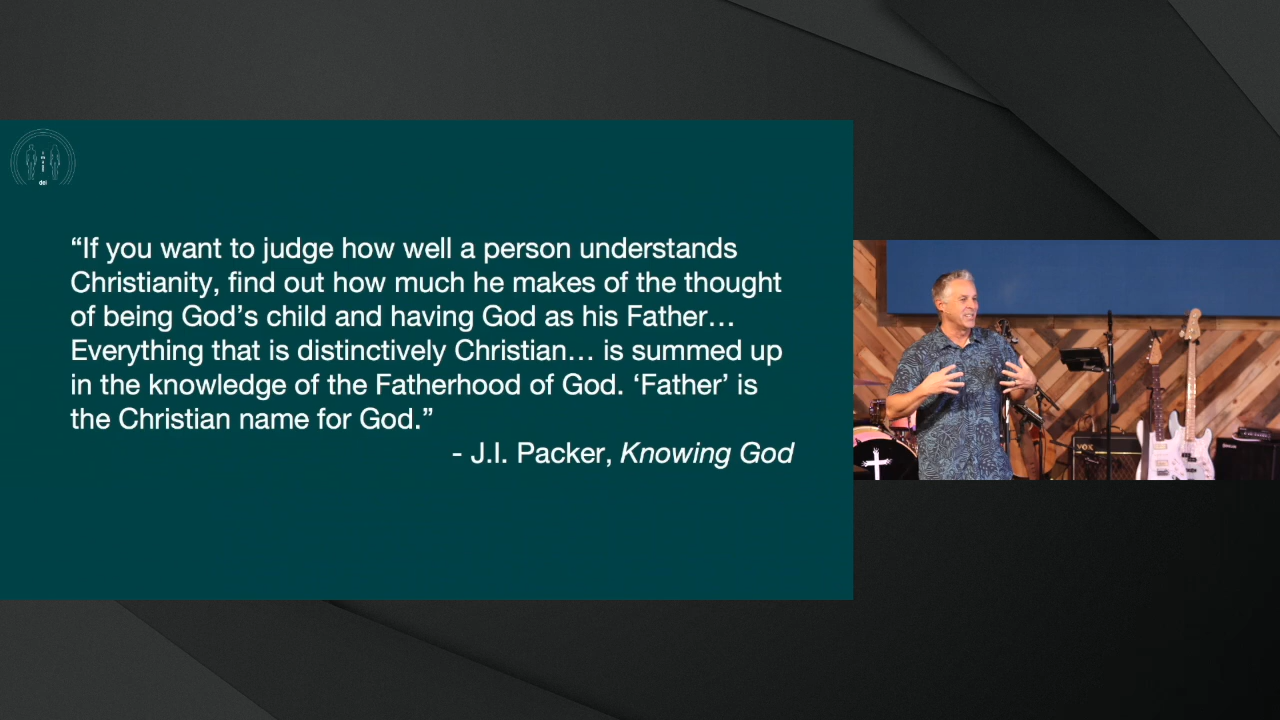 dei
“If you want to judge how well a person understands
Christianity, find out how much he makes of the thought
of being God’s child and having God as his Father…
Everything that is distinctively Christian… is summed up
in the knowledge of the Fatherhood of God. ‘Father’ is
the Christian name for God.”
- J.I. Packer, Knowing God
VOX